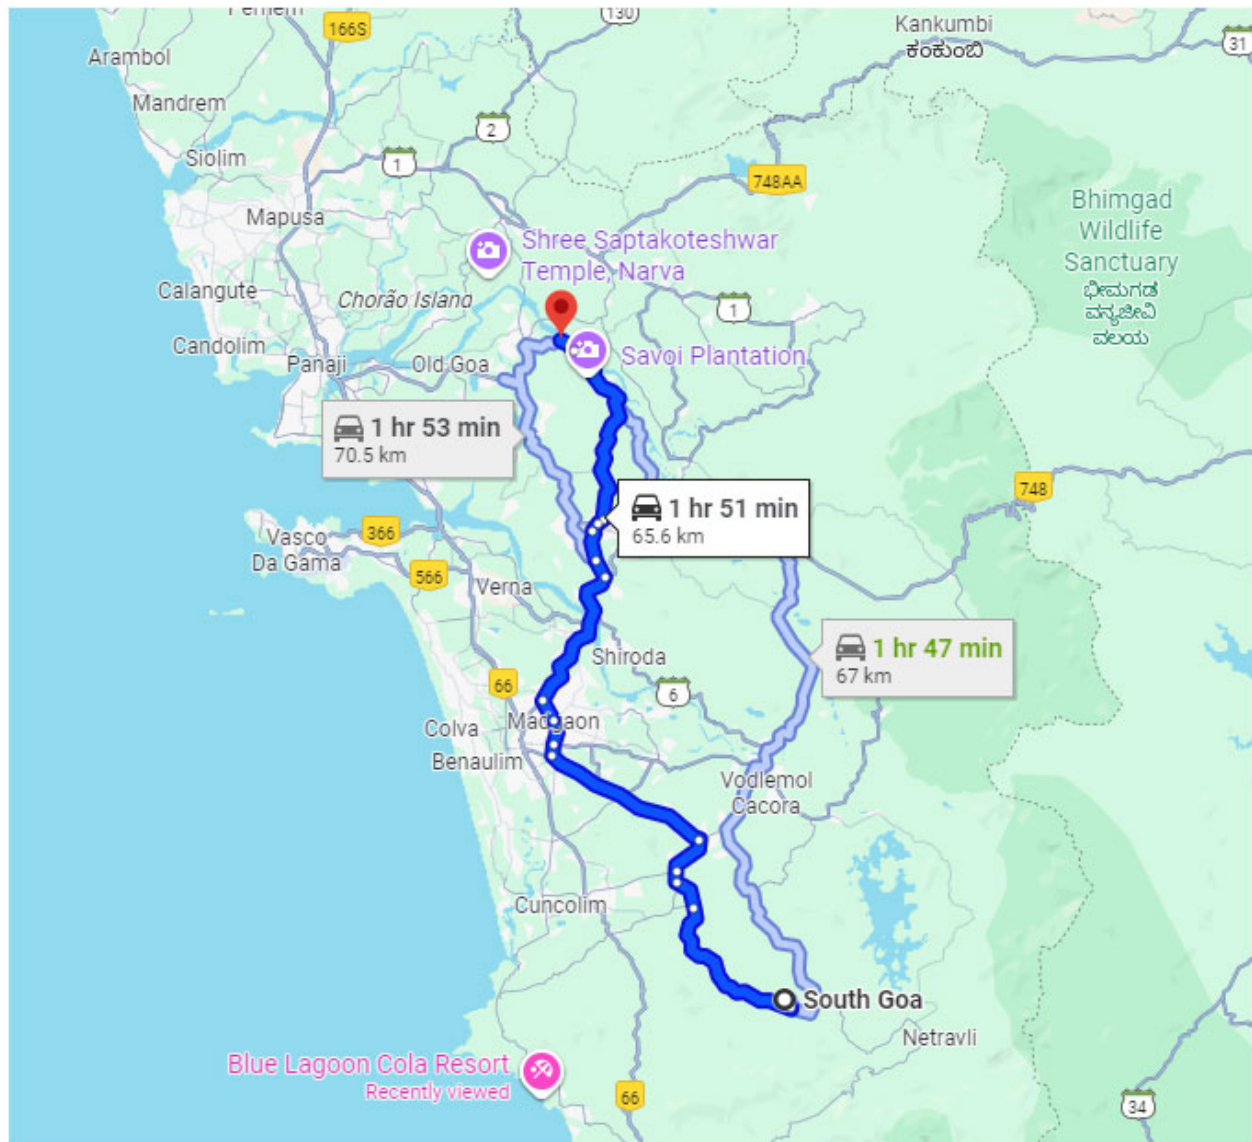 Pernem
166S
130
Kankumbi
ಕಂಕುಂಬಿ
31
Arambol
Mandrem
2
Siolim
1
748AA
Mapusa
Bhimgad
Wildlife
Sanctuary
ಭೀಮಗಡ
ವನ್ಯಜೀವಿ
ವಲಯ
Shree Saptakoteshwar
Temple, Narva
Calangute
Chorão Island
1
Candolim
Panaji
Old Goa
Savoi Plantation
1 hr 53 min
70.5 km
748
1 hr 51 min
65.6 km
Vasco
Da Gama
366
566
Verna
1 hr 47 min
67 km
Shiroda
66
6
Colva
Madgaon
Benaulim
Vodlemol
Cacora
Cuncolim
South Goa
Netravli
Blue Lagoon Cola Resort
Recently viewed
66
34